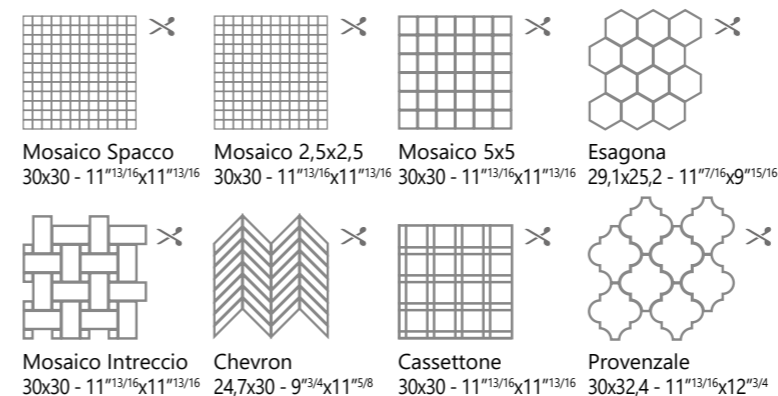 Mosaico Spacco
30x30 - 11"13/16x11"13/16
Mosaico 2,5x2,5
30x30 - 11"13/16x11"13/16
Mosaico 5x5
30x30 - 11"13/16x11"13/16
Esagona
29,1x25,2 - 11"7/16x9"15/16
Mosaico Intreccio
30x30 - 11"13/16x11"13/16
Chevron
24,7x30 - 9"3/4x11"5/8
Cassettone
30x30 - 11"13/16x11"13/16
Provenzale
30x32,4 - 11"13/16x12"3/4